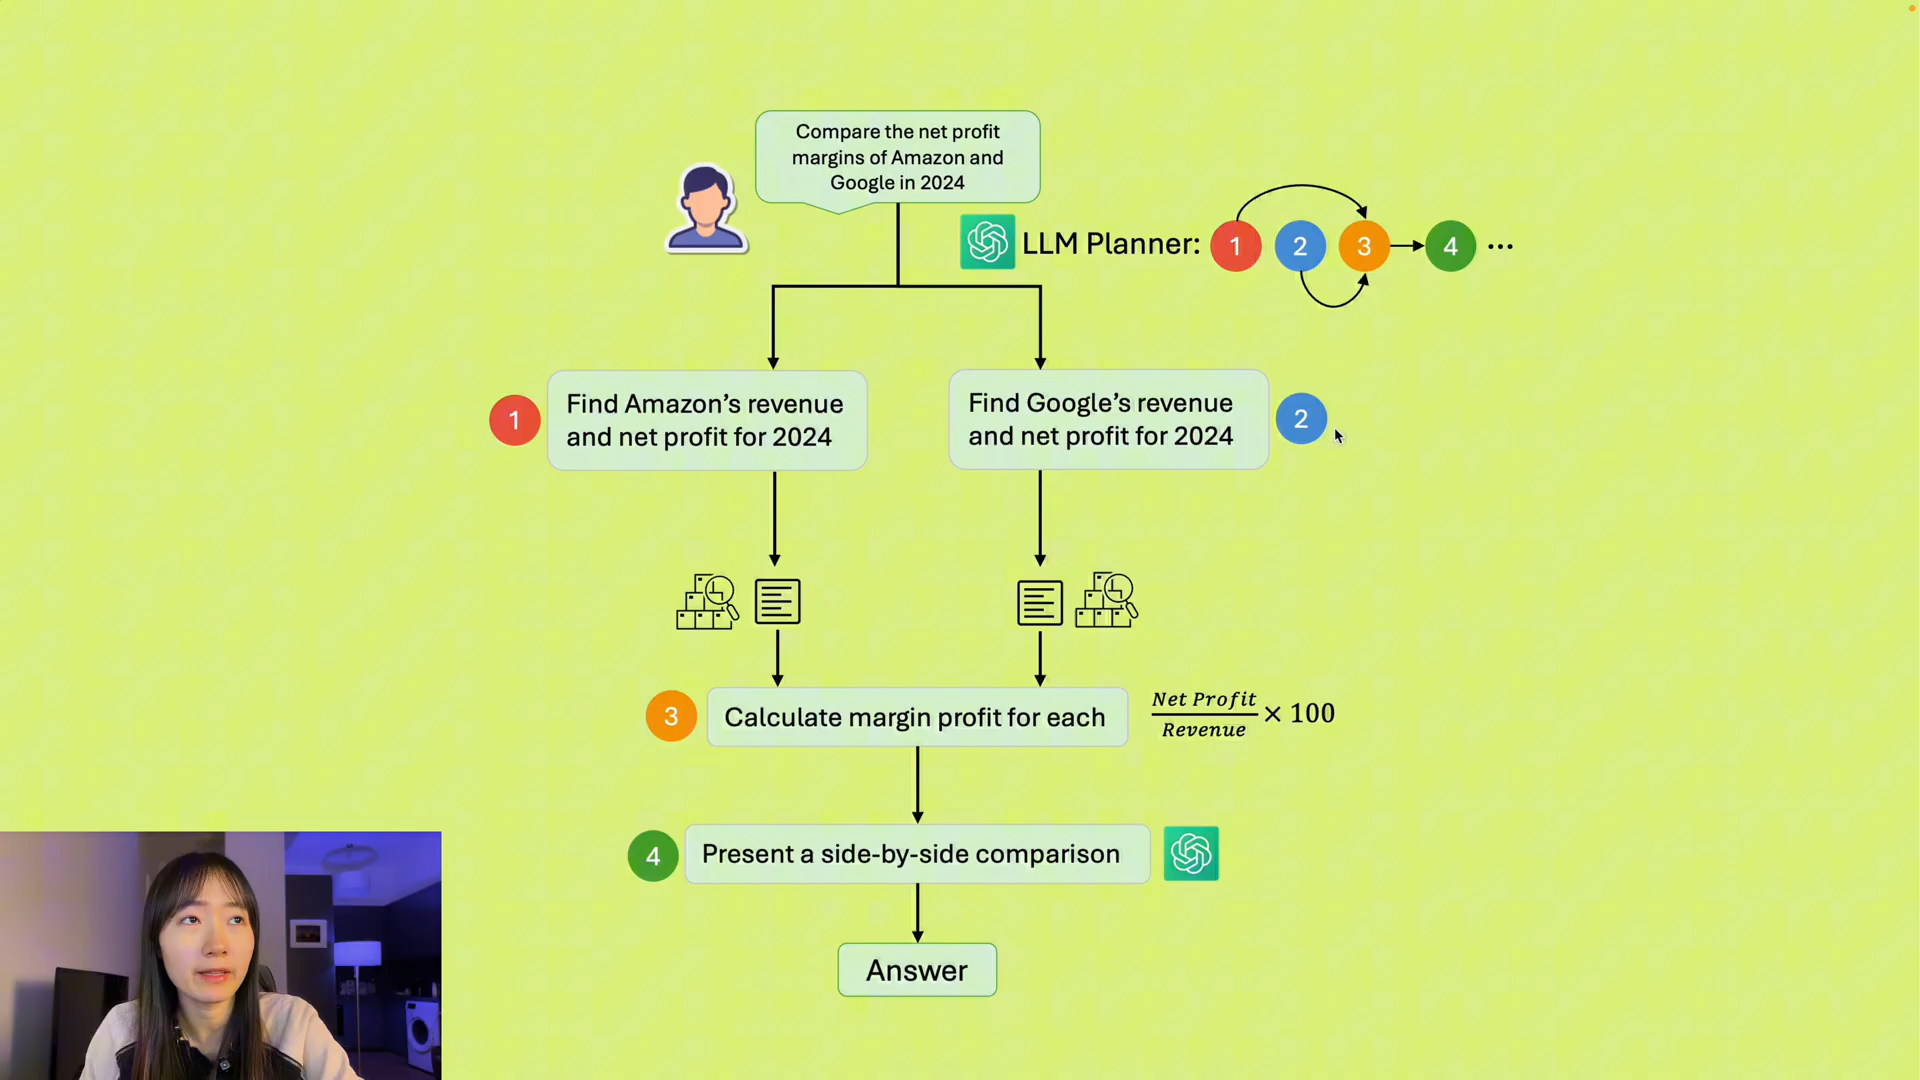 Compare the net profit
margins of Amazon and
Google in 2024
LLM Planner: 1 2 3 4 ...
1
Find Amazon's revenue
and net profit for 2024
Find Google's revenue
and net profit for 2024
2
3
Calculate margin profit for each
Net Profit
Revenue
× 100
4
Present a side-by-side comparison
Answer